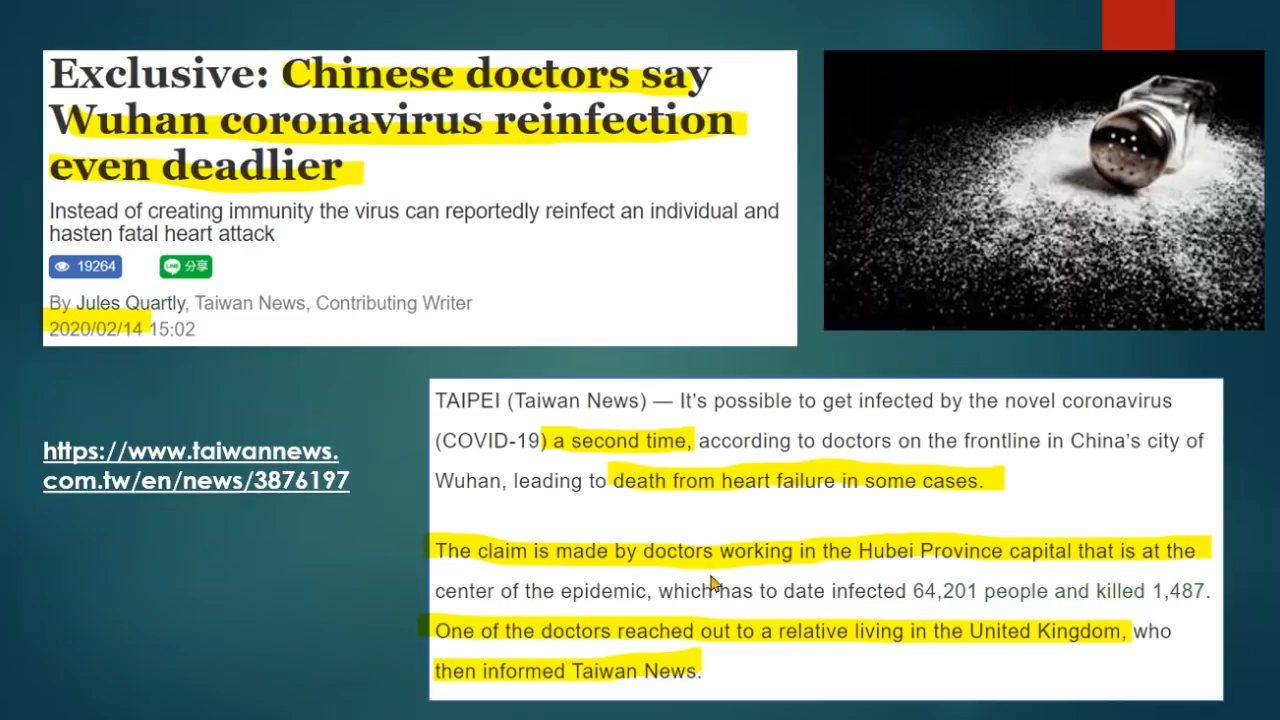 Exclusive: Chinese doctors say
Wuhan coronavirus reinfection
even deadlier
Instead of creating immunity the virus can reportedly reinfect an individual and
hasten fatal heart attack
19264
LINE 分享
By Jules Quartly, Taiwan News, Contributing Writer
2020/02/14 15:02
https://www.taiwannews.
com.tw/en/news/3876197
TAIPEI (Taiwan News) — It’s possible to get infected by the novel coronavirus
(COVID-19) a second time, according to doctors on the frontline in China’s city of
Wuhan, leading to death from heart failure in some cases.
The claim is made by doctors working in the Hubei Province capital that is at the
center of the epidemic, which has to date infected 64,201 people and killed 1,487.
One of the doctors reached out to a relative living in the United Kingdom, who
then informed Taiwan News.